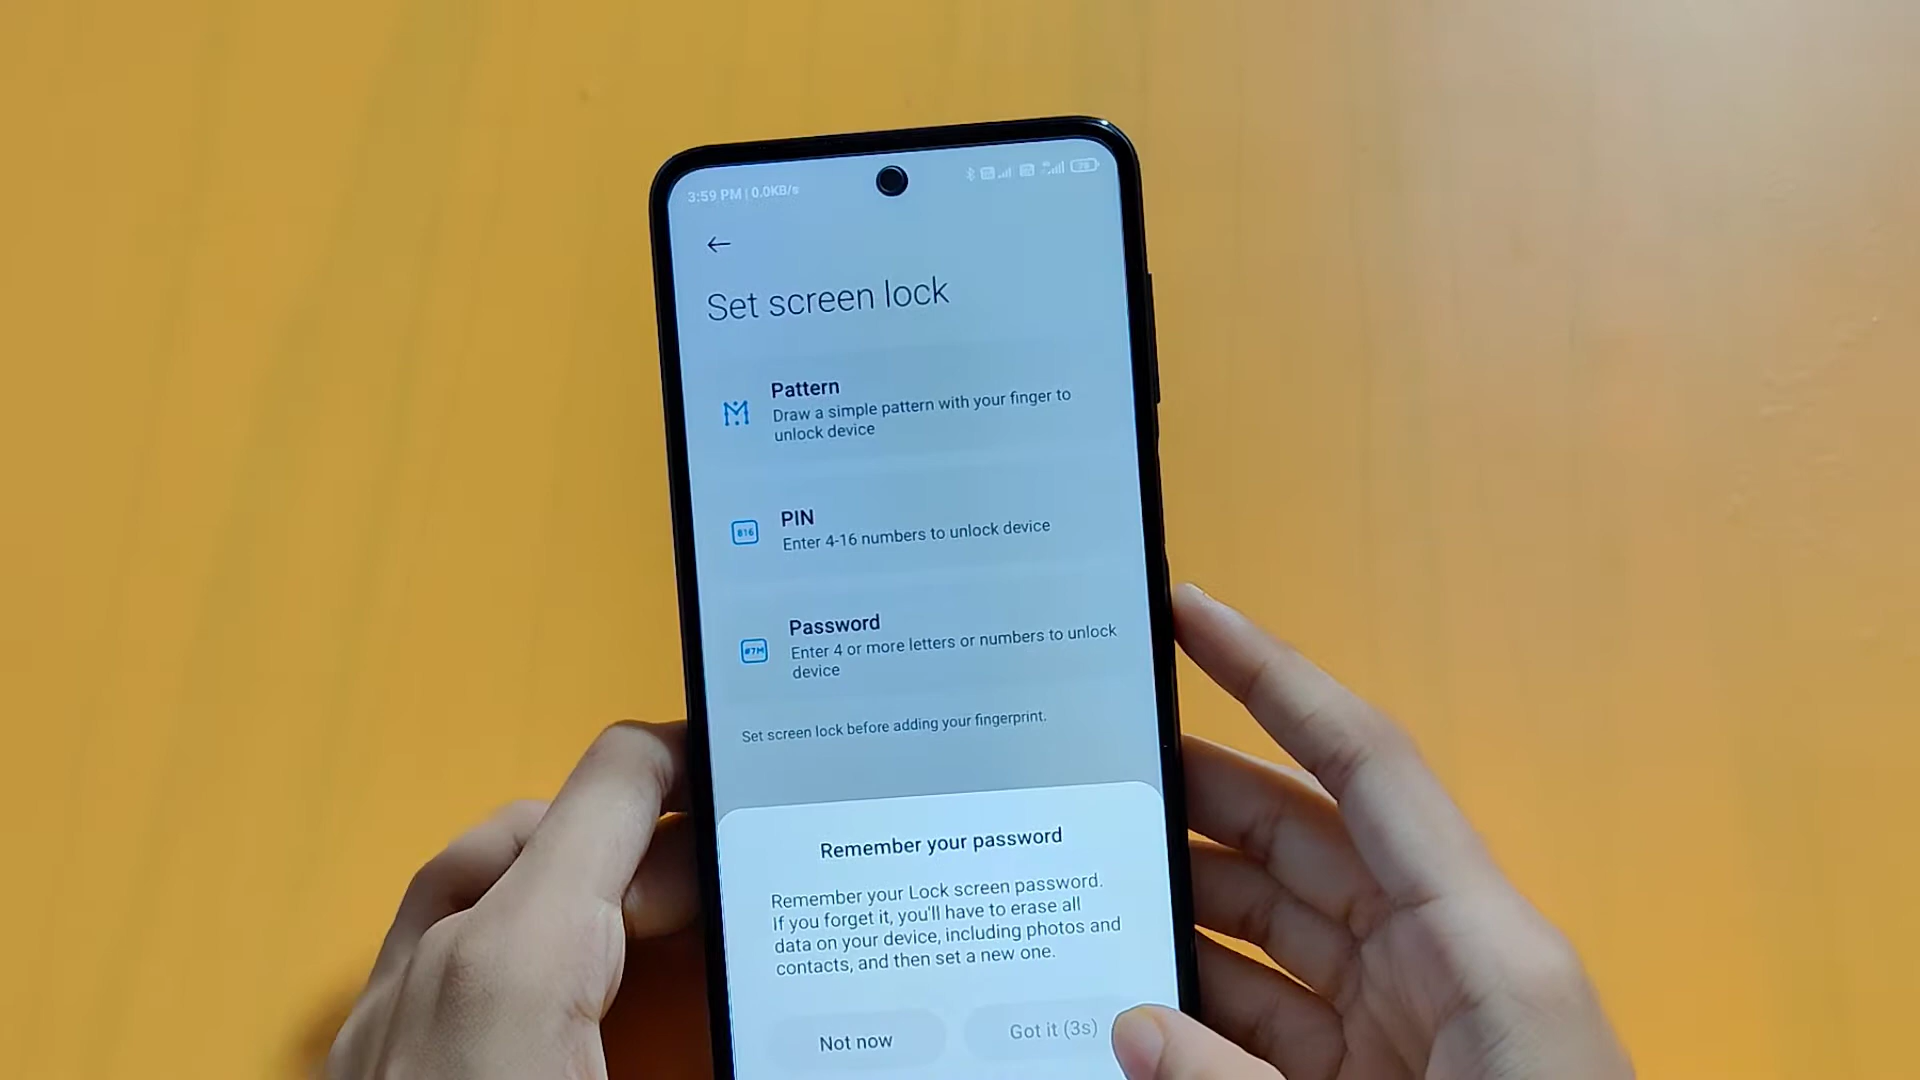 3:59 PM | 0.0KB/s
Set screen lock
Pattern
Draw a simple pattern with your finger to
unlock device
PIN
Enter 4-16 numbers to unlock device
Password
Enter 4 or more letters or numbers to unlock
device
Set screen lock before adding your fingerprint.
Remember your password
Remember your Lock screen password.
If you forget it, you'll have to erase all
data on your device, including photos and
contacts, and then set a new one.
Not now
Got it (3s)